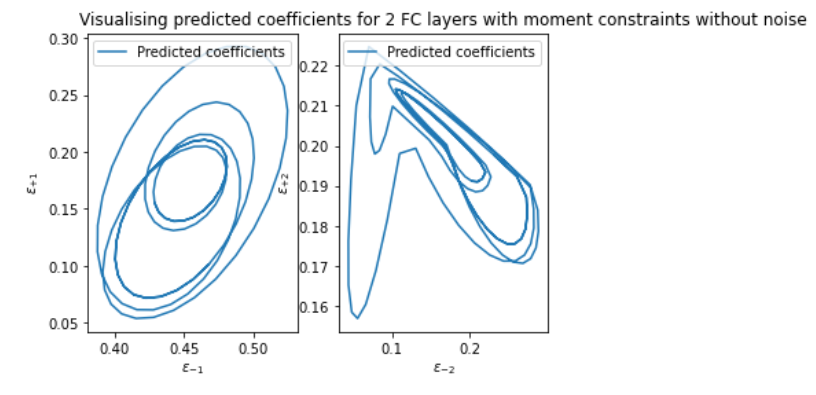 Visualising predicted coefficients for 2 FC layers with moment constraints without noise
Predicted coefficients
0.30
0.25
0.20
0.15
0.10
0.05
ε+1
0.40 0.45 0.50
ε−1
Predicted coefficients
0.22
0.21
0.20
0.19
0.18
0.17
0.16
ε+2
0.1 0.2
ε−2